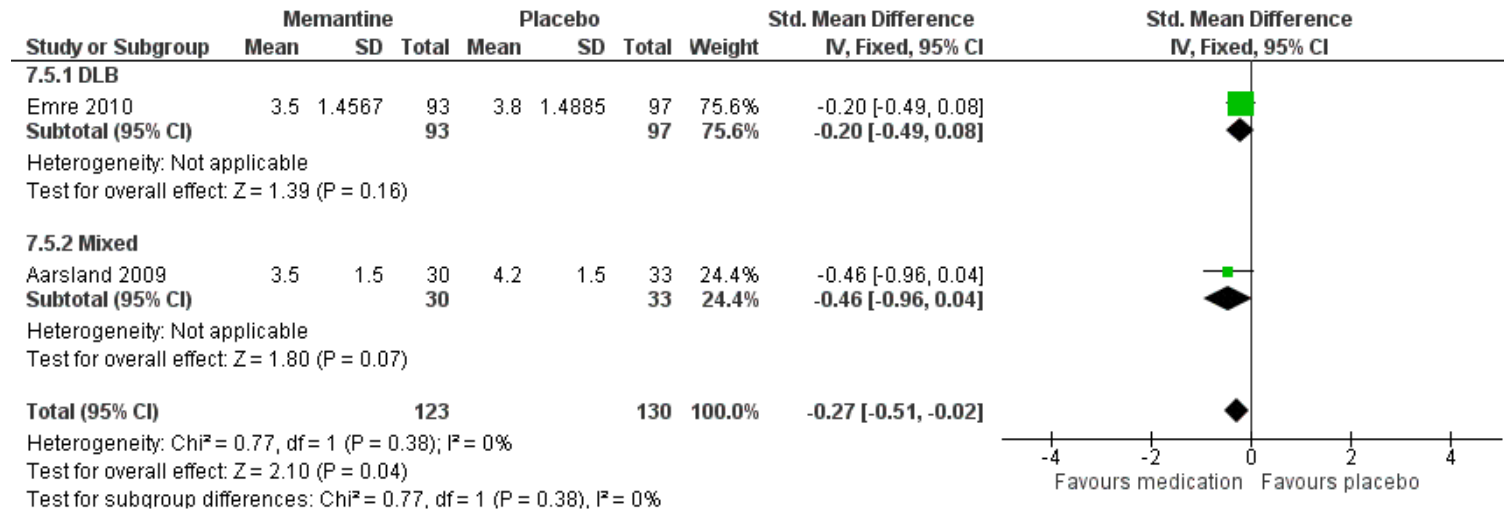 Memantine Placebo Std. Mean Difference Std. Mean Difference
Study or Subgroup Mean SD Total Mean SD Total Weight IV, Fixed, 95% CI IV, Fixed, 95% CI
7.5.1 DLB
Emre 2010 3.5 1.4567 93 3.8 1.4885 97 75.6% -0.20 [-0.49, 0.08]
Subtotal (95% CI) 93 97 75.6% -0.20 [-0.49, 0.08]
Heterogeneity: Not applicable
Test for overall effect: Z = 1.39 (P = 0.16)
7.5.2 Mixed
Aarsland 2009 3.5 1.5 30 4.2 1.5 33 24.4% -0.46 [-0.96, 0.04]
Subtotal (95% CI) 30 33 24.4% -0.46 [-0.96, 0.04]
Heterogeneity: Not applicable
Test for overall effect: Z = 1.80 (P = 0.07)
Total (95% CI) 123 130 100.0% -0.27 [-0.51, -0.02]
Heterogeneity: Chi² = 0.77, df = 1 (P = 0.38); I² = 0%
Test for overall effect: Z = 2.10 (P = 0.04)
Test for subgroup differences: Chi² = 0.77, df = 1 (P = 0.38), I² = 0%
-4 -2 0 2 4
Favours medication Favours placebo